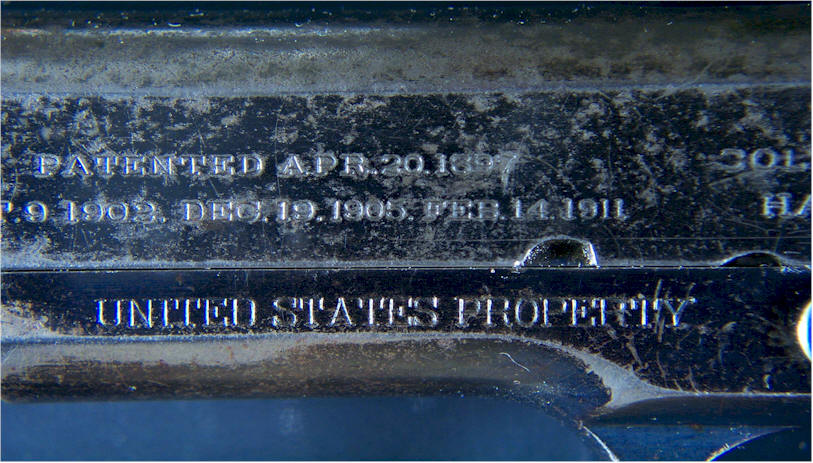 PATENTED APR.20.1897
9 1902. DEC.19.1905. FEB.14.1911
UNITED STATES PROPERTY